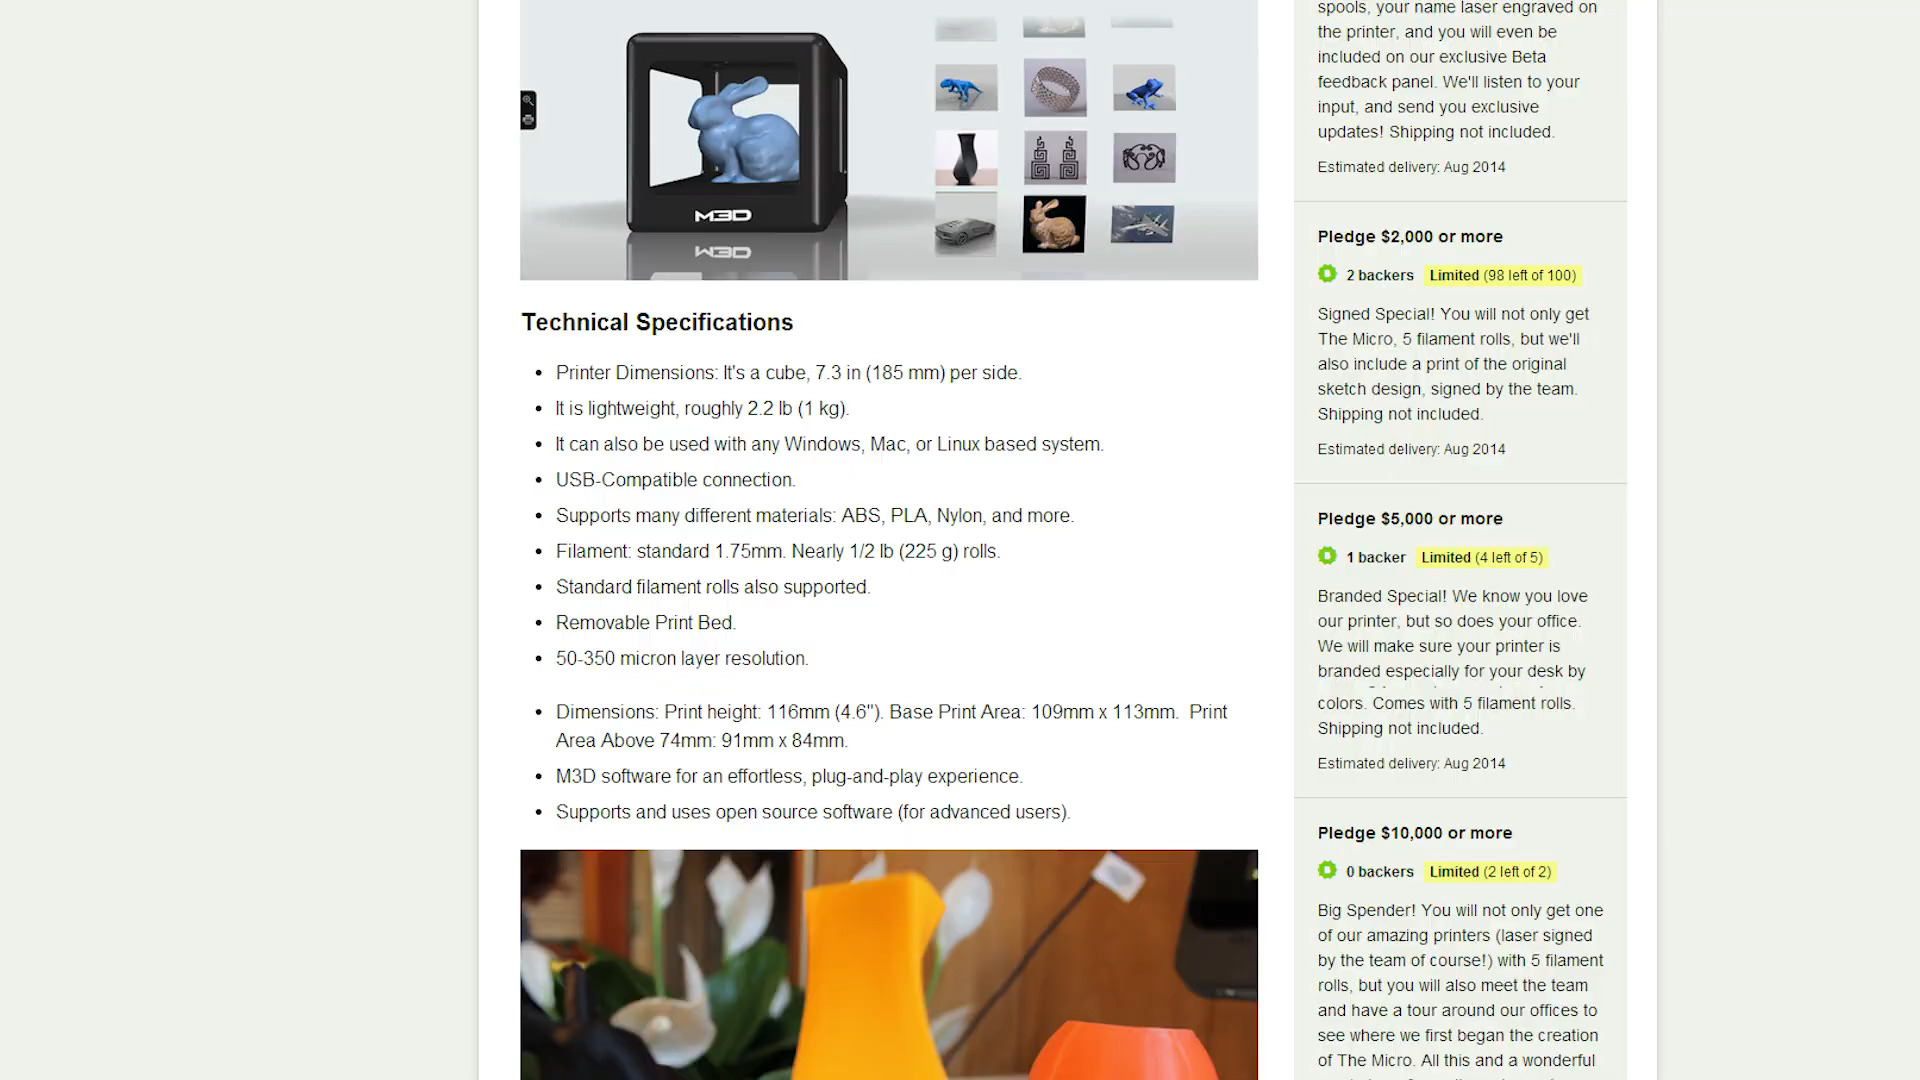 M3D
Technical Specifications
• Printer Dimensions: It's a cube, 7.3 in (185 mm) per side.
• It is lightweight, roughly 2.2 lb (1 kg).
• It can also be used with any Windows, Mac, or Linux based system.
• USB-Compatible connection.
• Supports many different materials: ABS, PLA, Nylon, and more.
• Filament: standard 1.75mm. Nearly 1/2 lb (225 g) rolls.
• Standard filament rolls also supported.
• Removable Print Bed.
• 50-350 micron layer resolution.
• Dimensions: Print height: 116mm (4.6"). Base Print Area: 109mm x 113mm. Print
Area Above 74mm: 91mm x 84mm.
• M3D software for an effortless, plug-and-play experience.
• Supports and uses open source software (for advanced users).
spools, your name laser engraved on
the printer, and you will even be
included on our exclusive Beta
feedback panel. We'll listen to your
input, and send you exclusive
updates! Shipping not included.
Estimated delivery: Aug 2014
Pledge $2,000 or more
2 backers Limited (98 left of 100)
Signed Special! You will not only get
The Micro, 5 filament rolls, but we'll
also include a print of the original
sketch design, signed by the team.
Shipping not included.
Estimated delivery: Aug 2014
Pledge $5,000 or more
1 backer Limited (4 left of 5)
Branded Special! We know you love
our printer, but so does your office.
We will make sure your printer is
branded especially for your desk by
colors. Comes with 5 filament rolls.
Shipping not included.
Estimated delivery: Aug 2014
Pledge $10,000 or more
0 backers Limited (2 left of 2)
Big Spender! You will not only get one
of our amazing printers (laser signed
by the team of course!) with 5 filament
rolls, but you will also meet the team
and have a tour around our offices to
see where we first began the creation
of The Micro. All this and a wonderful